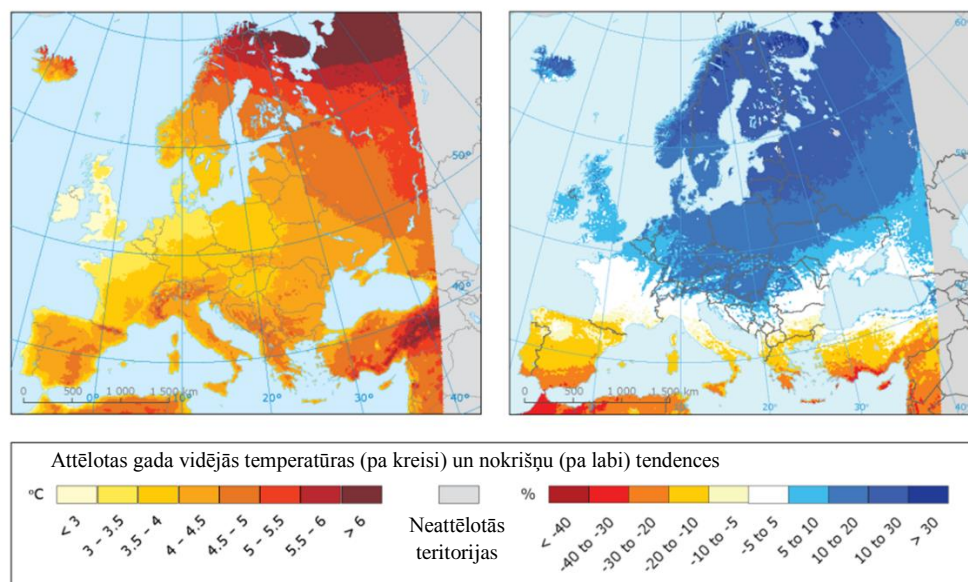 50°
40°
0 500 1 000 1 500 km
0° 20° 30° 40°
60°
50°
40°
0 500 1 000 1 500 km
20° 30°
Attēlotas gada vidējās temperatūras (pa kreisi) un nokrišņu (pa labi) tendences
°C
< 3
3 – 3.5
3.5 – 4
4 – 4.5
4.5 – 5
5 – 5.5
5.5 – 6
> 6
Neattēlotās
teritorijas
%
< -40
-40 to -30
-30 to -20
-20 to -10
-10 to -5
-5 to 5
5 to 10
10 to 20
10 to 30
> 30